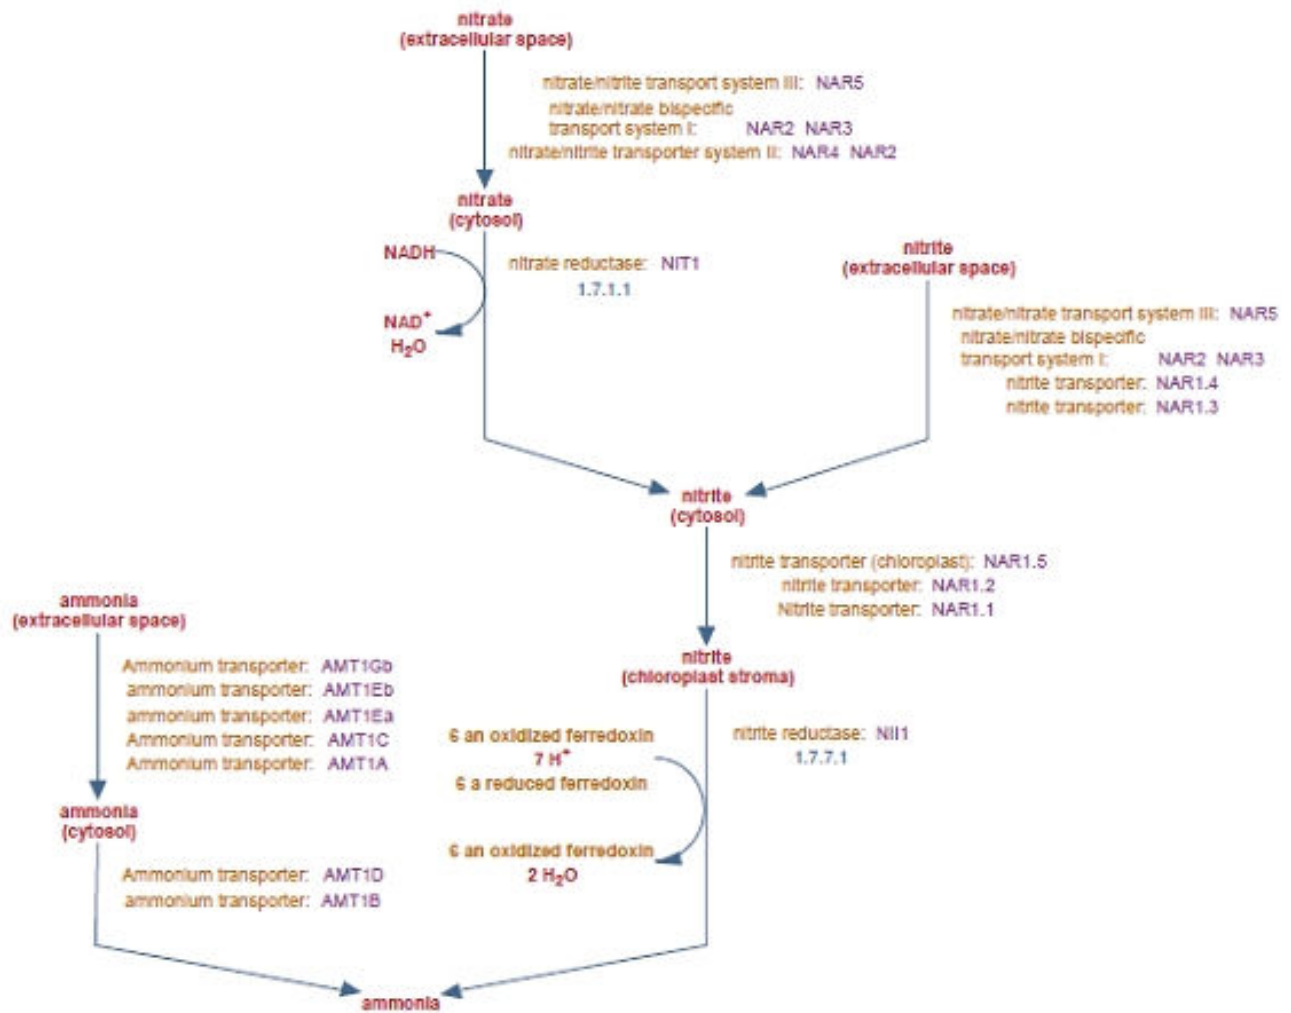 nitrate
(extracellular space)
nitrate/nitrite transport system III: NAR5
nitrate/nitrate bispecific
transport system I: NAR2 NAR3
nitrate/nitrite transporter system II: NAR4 NAR2
nitrate
(cytosol)
NADH
nitrate reductase: NIT1
1.7.1.1
NAD+
H2O
nitrite
(extracellular space)
nitrate/nitrate transport system III: NAR5
nitrate/nitrate bispecific
transport system I: NAR2 NAR3
nitrite transporter: NAR1.4
nitrite transporter: NAR1.3
nitrite
(cytosol)
nitrite transporter (chloroplast): NAR1.5
nitrite transporter: NAR1.2
Nitrite transporter: NAR1.1
nitrite
(chloroplast stroma)
ammonia
(extracellular space)
Ammonium transporter: AMT1Gb
ammonium transporter: AMT1Eb
ammonium transporter: AMT1Ea
Ammonium transporter: AMT1C
Ammonium transporter: AMT1A
6 an oxidized ferredoxin
7 H+
6 a reduced ferredoxin
nitrite reductase: NII1
1.7.7.1
6 an oxidized ferredoxin
2 H2O
ammonia
(cytosol)
Ammonium transporter: AMT1D
ammonium transporter: AMT1B
ammonia